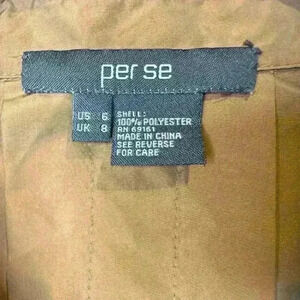 per se
US 6
UK 8
SHELL:
100% POLYESTER
RN 69161
MADE IN CHINA
SEE REVERSE
FOR CARE